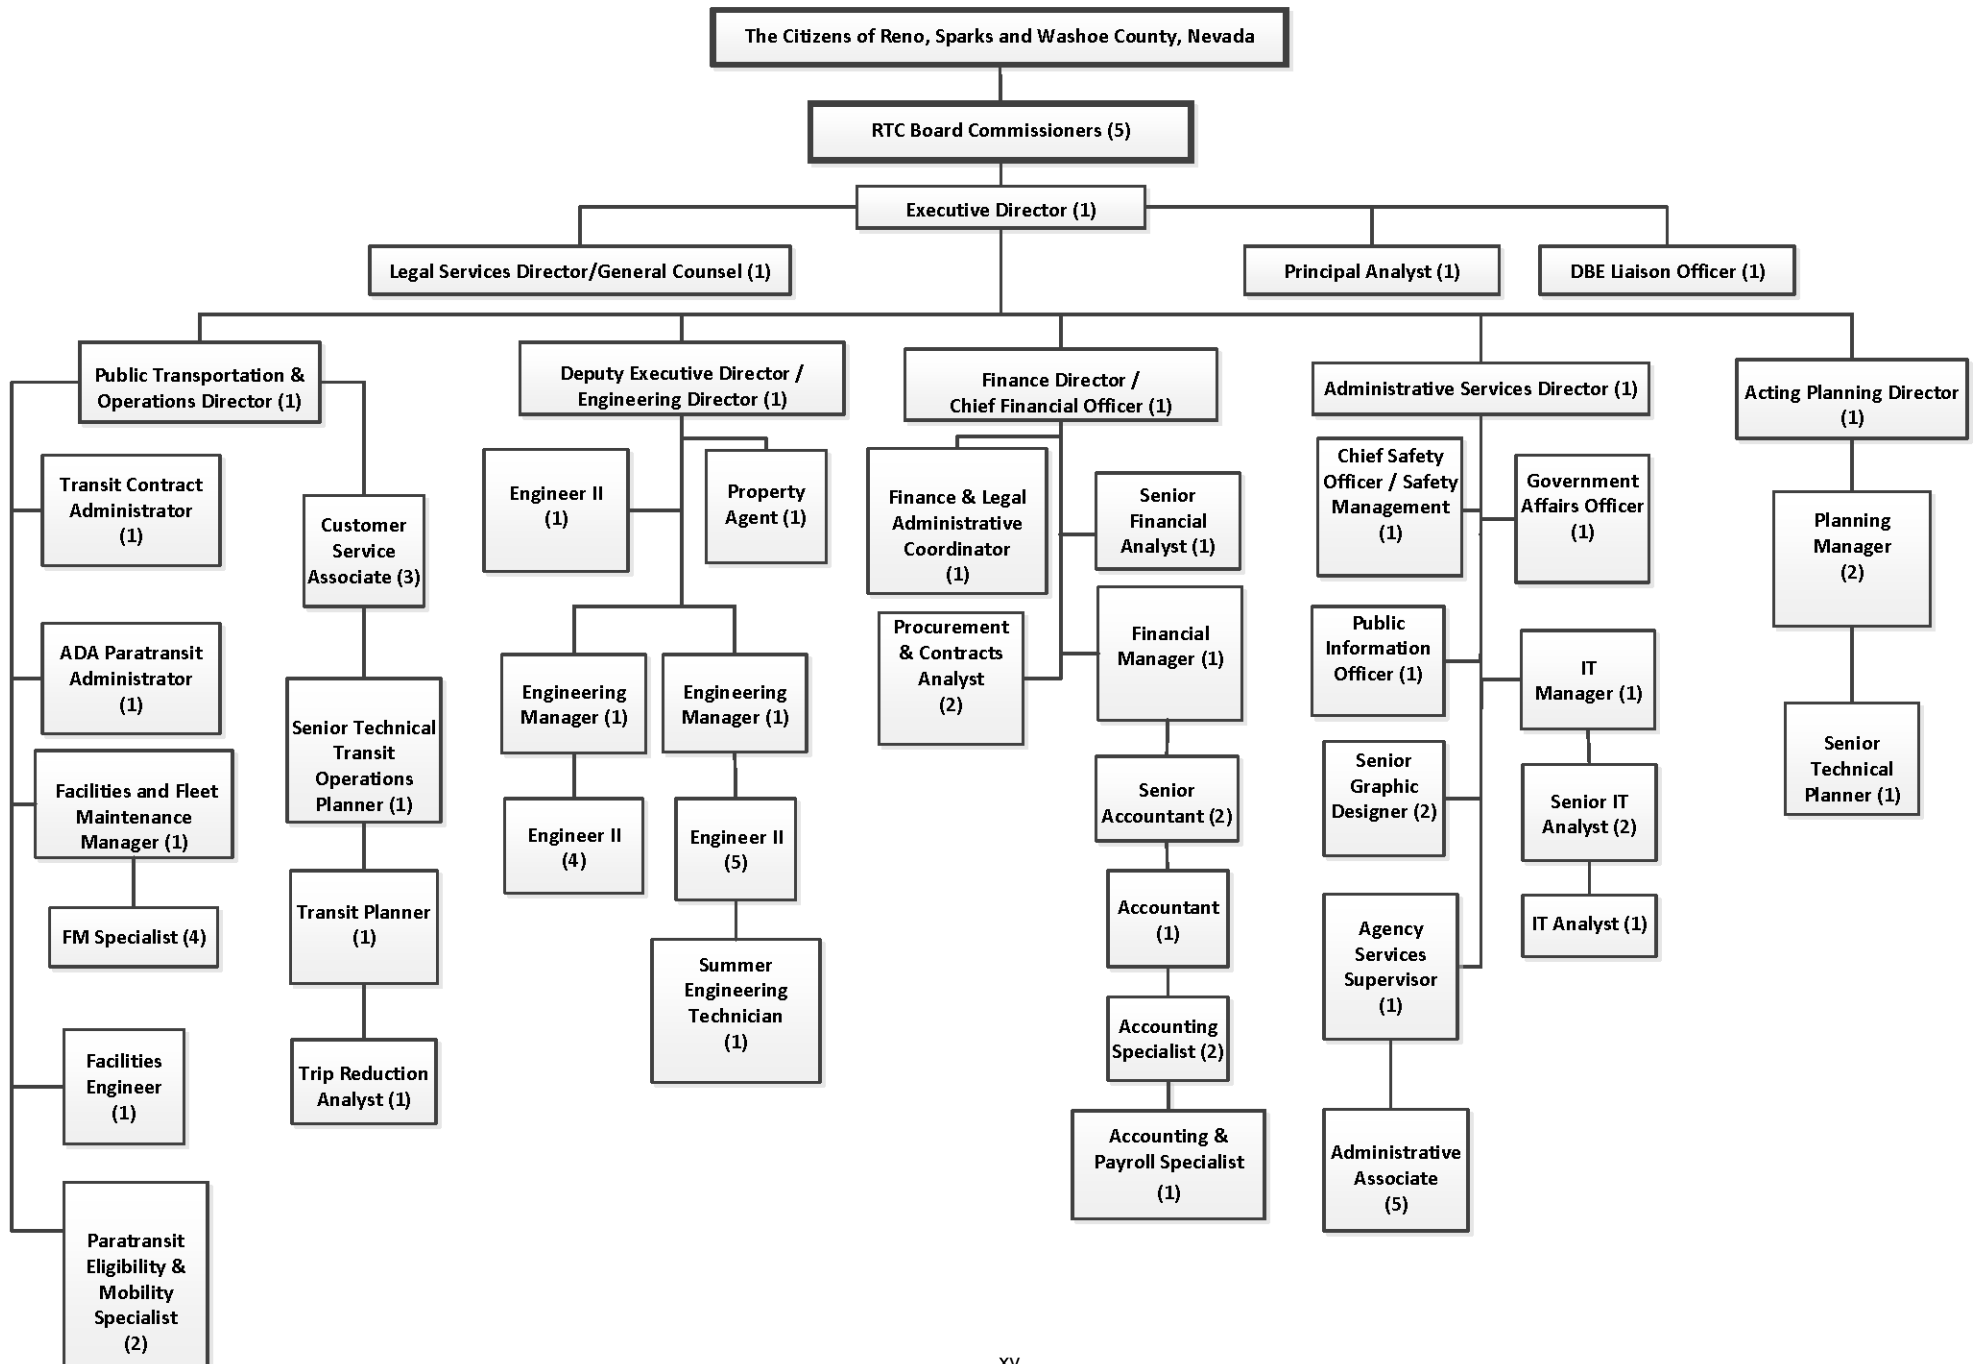 The Citizens of Reno, Sparks and Washoe County, Nevada
RTC Board Commissioners (5)
Executive Director (1)
Legal Services Director/General Counsel (1)
Principal Analyst (1)
DBE Liaison Officer (1)
Public Transportation &
Operations Director (1)
Transit Contract
Administrator
(1)
ADA Paratransit
Administrator
(1)
Facilities and Fleet
Maintenance
Manager (1)
FM Specialist (4)
Facilities
Engineer
(1)
Paratransit
Eligibility &
Mobility
Specialist
(2)
Customer
Service
Associate (3)
Senior Technical
Transit
Operations
Planner (1)
Transit Planner
(1)
Trip Reduction
Analyst (1)
Deputy Executive Director /
Engineering Director (1)
Engineer II
(1)
Property
Agent (1)
Engineering
Manager (1)
Engineer II
(4)
Engineering
Manager (1)
Engineer II
(5)
Summer
Engineering
Technician
(1)
Finance Director /
Chief Financial Officer (1)
Finance & Legal
Administrative
Coordinator
(1)
Procurement
& Contracts
Analyst
(2)
Senior
Financial
Analyst (1)
Financial
Manager (1)
Senior
Accountant (2)
Accountant
(1)
Accounting
Specialist (2)
Accounting &
Payroll Specialist
(1)
Administrative Services Director (1)
Chief Safety
Officer / Safety
Management
(1)
Government
Affairs Officer
(1)
Public
Information
Officer (1)
Senior
Graphic
Designer (2)
Agency
Services
Supervisor
(1)
Administrative
Associate
(5)
IT
Manager (1)
Senior IT
Analyst (2)
IT Analyst (1)
Acting Planning Director
(1)
Planning
Manager
(2)
Senior
Technical
Planner (1)
xv